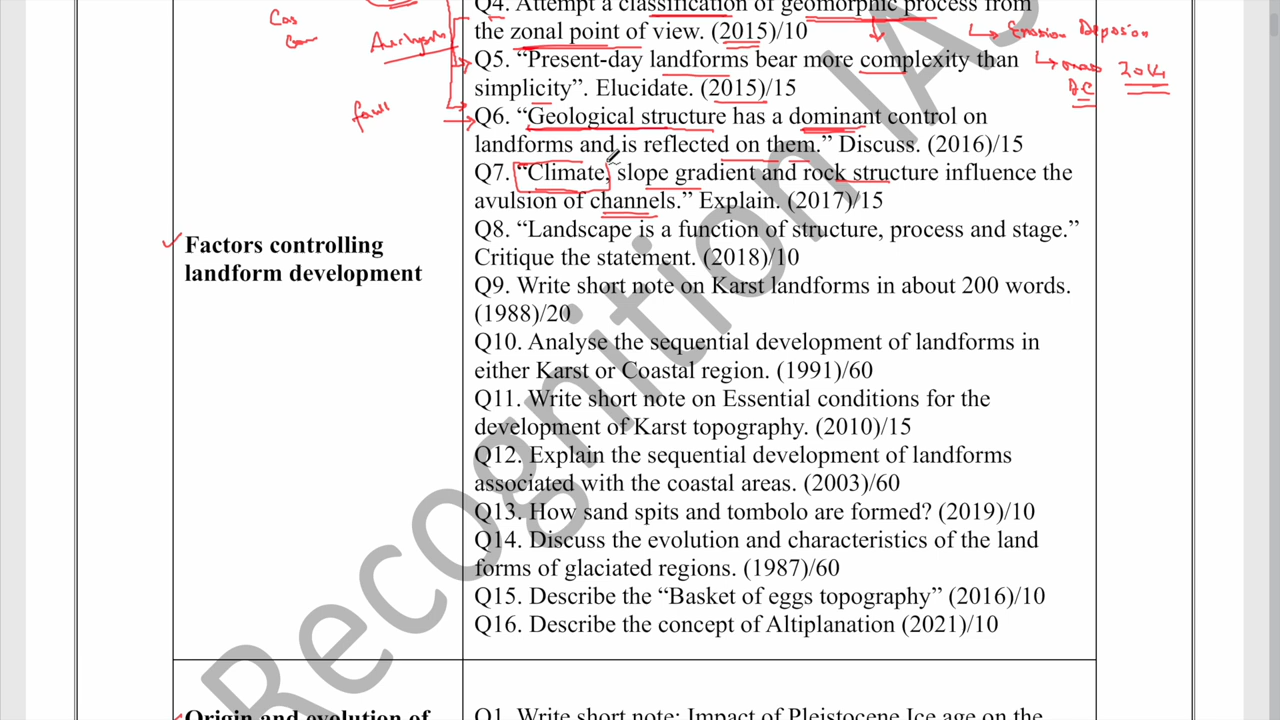 Q4. Attempt a classification of geomorphic process from
the zonal point of view. (2015)/10
Q5. “Present-day landforms bear more complexity than
simplicity”. Elucidate. (2015)/15
Q6. “Geological structure has a dominant control on
landforms and is reflected on them.” Discuss. (2016)/15
Q7. “Climate, slope gradient and rock structure influence the
avulsion of channels.” Explain. (2017)/15
Factors controlling
landform development
Q8. “Landscape is a function of structure, process and stage.”
Critique the statement. (2018)/10
Q9. Write short note on Karst landforms in about 200 words.
(1988)/20
Q10. Analyse the sequential development of landforms in
either Karst or Coastal region. (1991)/60
Q11. Write short note on Essential conditions for the
development of Karst topography. (2010)/15
Q12. Explain the sequential development of landforms
associated with the coastal areas. (2003)/60
Q13. How sand spits and tombolo are formed? (2019)/10
Q14. Discuss the evolution and characteristics of the land
forms of glaciated regions. (1987)/60
Q15. Describe the “Basket of eggs topography” (2016)/10
Q16. Describe the concept of Altiplanation (2021)/10
Origin and evolution of
Q1. Write short note: Impact of Pleistocene Ice age on the
Recognition IAS
Erosion
2014